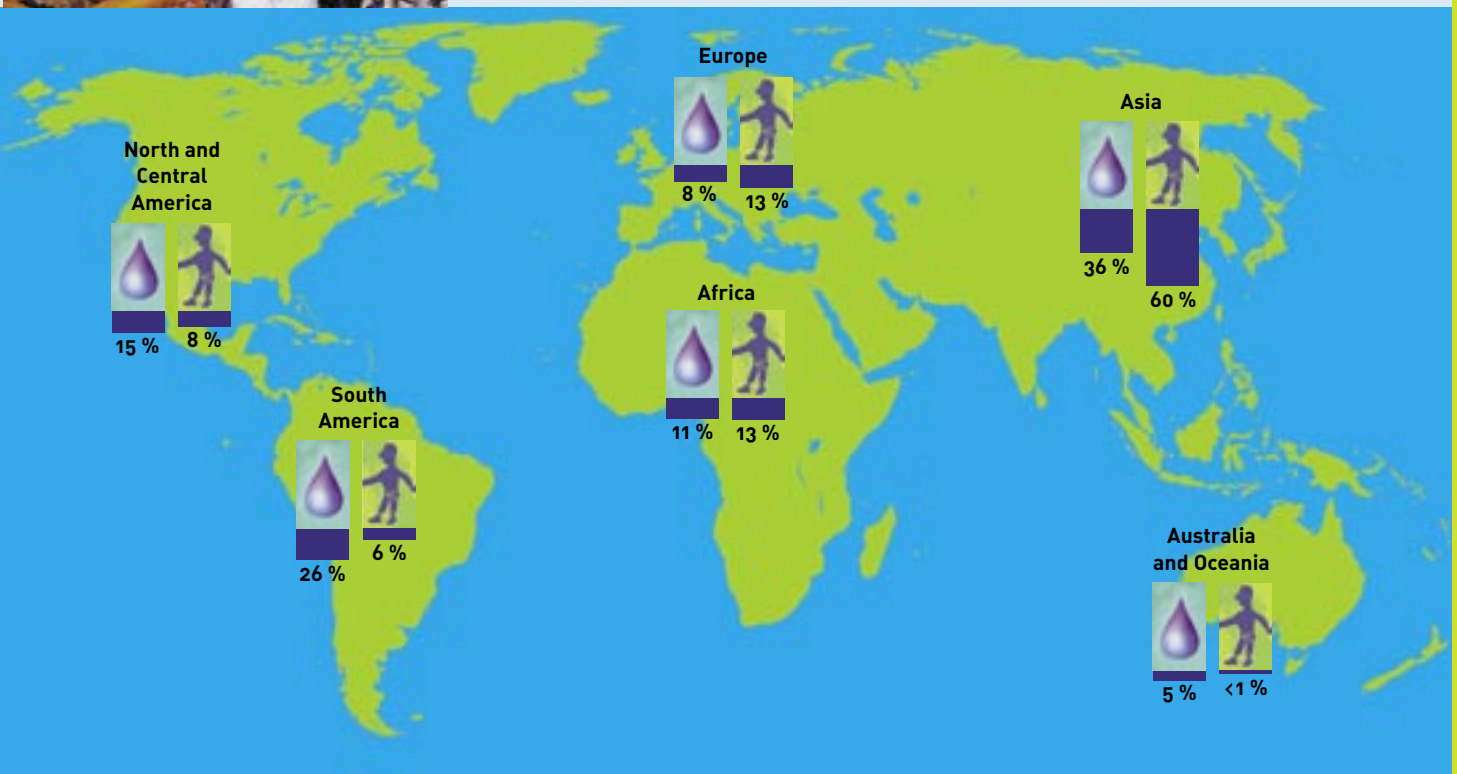 Europe
8 %
13 %
Asia
36 %
60 %
North and
Central
America
15 %
8 %
Africa
11 %
13 %
South
America
26 %
6 %
Australia
and Oceania
5 %
<1 %